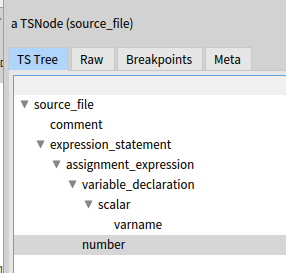 a TSNode (source_file)
TS Tree Raw Breakpoints Meta
source_file
comment
expression_statement
assignment_expression
variable_declaration
scalar
varname
number